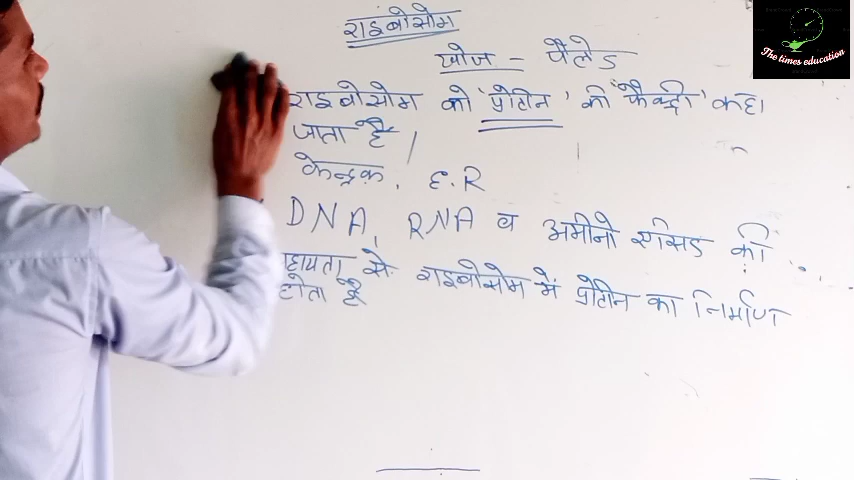 The times education
राइबोसोम
खोज - पैलेड
राइबोसोम को 'प्रोटीन' की 'फैक्ट्री' कहा
जाता है।
केन्द्रक, E.R
DNA, RNA व अमीनो एसिड की
सहायता से राइबोसोम में प्रोटीन का निर्माण
होता है